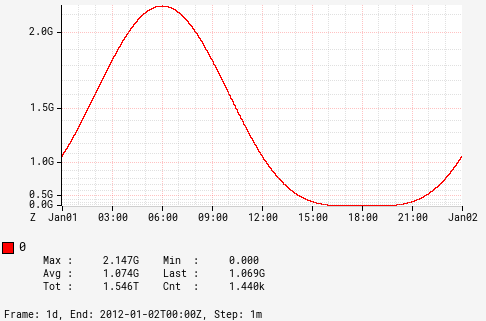 2.0G
1.5G
1.0G
0.5G
0.0G
Z Jan01 03:00 06:00 09:00 12:00 15:00 18:00 21:00 Jan02
0
Max : 2.147G Min : 0.000
Avg : 1.074G Last : 1.069G
Tot : 1.546T Cnt : 1.440k
Frame: 1d, End: 2012-01-02T00:00Z, Step: 1m